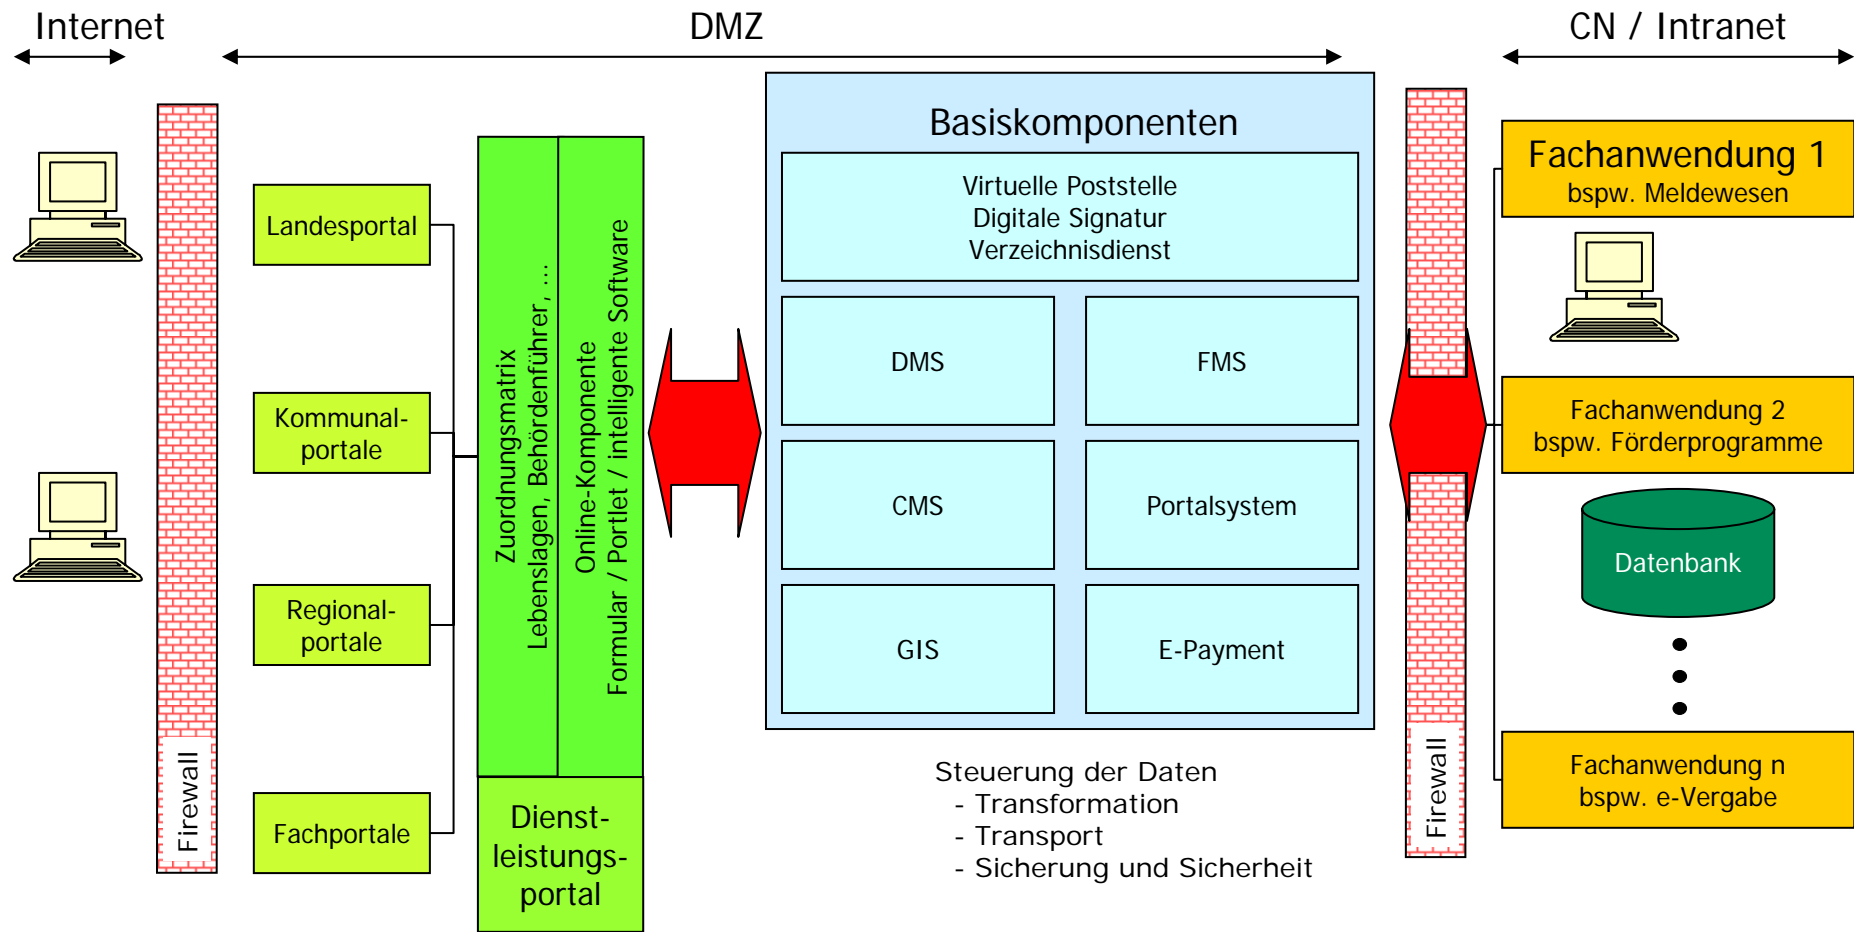 Internet
DMZ
CN / Intranet
Firewall
Landesportal
Kommunal-
portale
Regional-
portale
Fachportale
Zuordnungsmatrix
Lebenslagen, Behördenführer, ...
Online-Komponente
Formular / Portlet / intelligente Software
Dienst-
leistungs-
portal
Basiskomponenten
Virtuelle Poststelle
Digitale Signatur
Verzeichnisdienst
DMS
FMS
CMS
Portalsystem
GIS
E-Payment
Steuerung der Daten
- Transformation
- Transport
- Sicherung und Sicherheit
Firewall
Fachanwendung 1
bspw. Meldewesen
Fachanwendung 2
bspw. Förderprogramme
Datenbank
Fachanwendung n
bspw. e-Vergabe